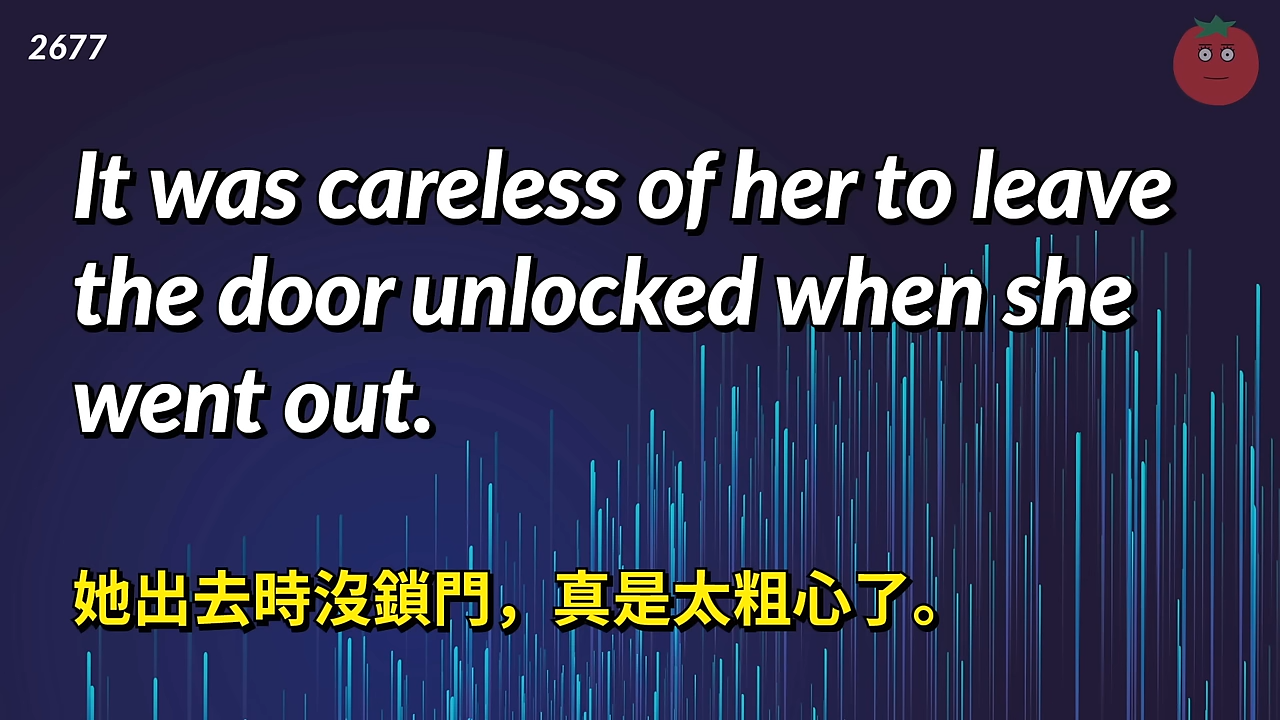 2677
It was careless of her to leave
the door unlocked when she
went out.
她出去時沒鎖門，真是太粗心了。